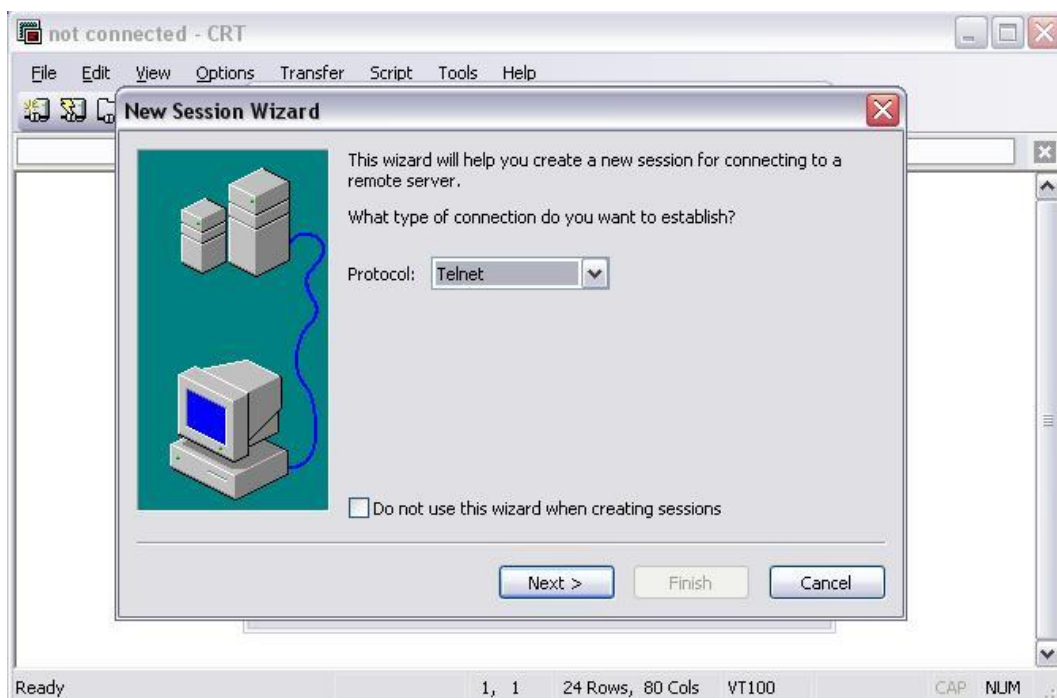 not connected - CRT
File Edit View Options Transfer Script Tools Help
New Session Wizard
This wizard will help you create a new session for connecting to a
remote server.
What type of connection do you want to establish?
Protocol: Telnet
Do not use this wizard when creating sessions
Next > Finish Cancel
Ready 1, 1 24 Rows, 80 Cols VT100 CAP NUM